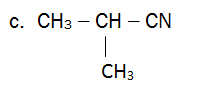 c. CH₃ – CH – CN
|
CH₃